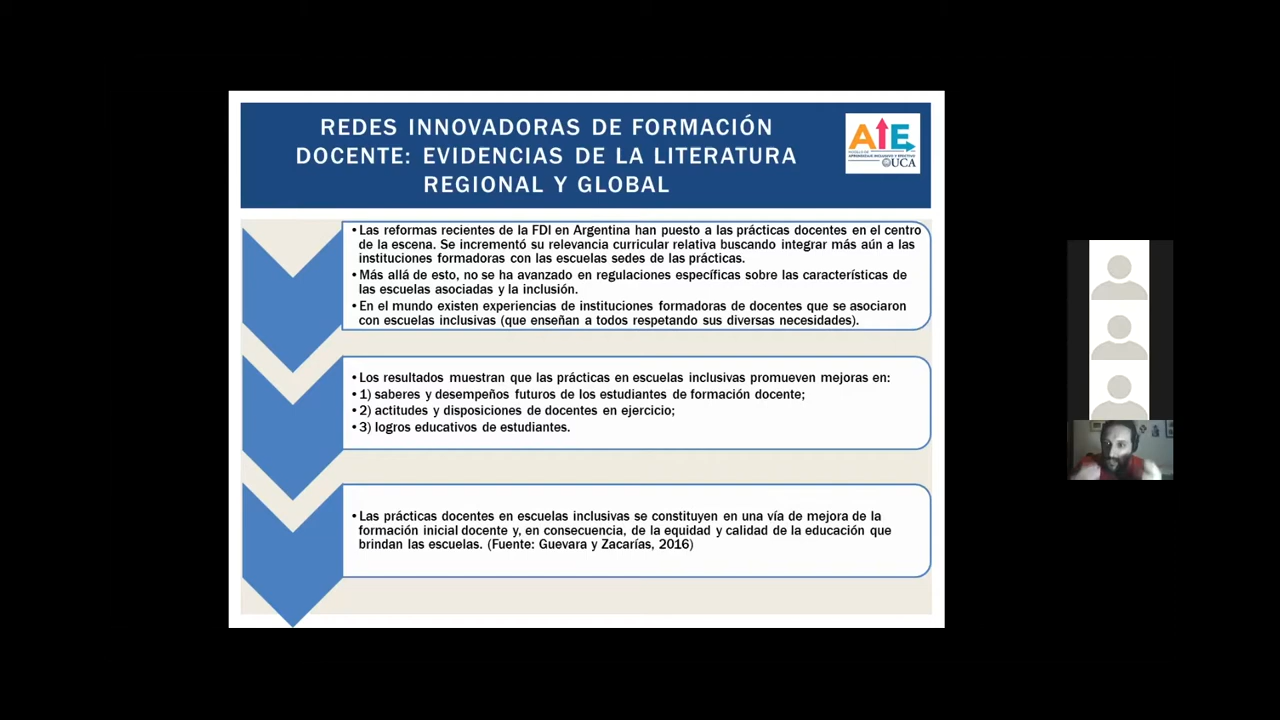 REDES INNOVADORAS DE FORMACIÓN
DOCENTE: EVIDENCIAS DE LA LITERATURA
REGIONAL Y GLOBAL
AIE
MODELO DE
APRENDIZAJE INCLUSIVO Y EFECTIVO
UCA
•Las reformas recientes de la FDI en Argentina han puesto a las prácticas docentes en el centro
de la escena. Se incrementó su relevancia curricular relativa buscando integrar más aún a las
instituciones formadoras con las escuelas sedes de las prácticas.
•Más allá de esto, no se ha avanzado en regulaciones específicas sobre las características de
las escuelas asociadas y la inclusión.
•En el mundo existen experiencias de instituciones formadoras de docentes que se asociaron
con escuelas inclusivas (que enseñan a todos respetando sus diversas necesidades).
•Los resultados muestran que las prácticas en escuelas inclusivas promueven mejoras en:
•1) saberes y desempeños futuros de los estudiantes de formación docente;
•2) actitudes y disposiciones de docentes en ejercicio;
•3) logros educativos de estudiantes.
•Las prácticas docentes en escuelas inclusivas se constituyen en una vía de mejora de la
formación inicial docente y, en consecuencia, de la equidad y calidad de la educación que
brindan las escuelas. (Fuente: Guevara y Zacarías, 2016)